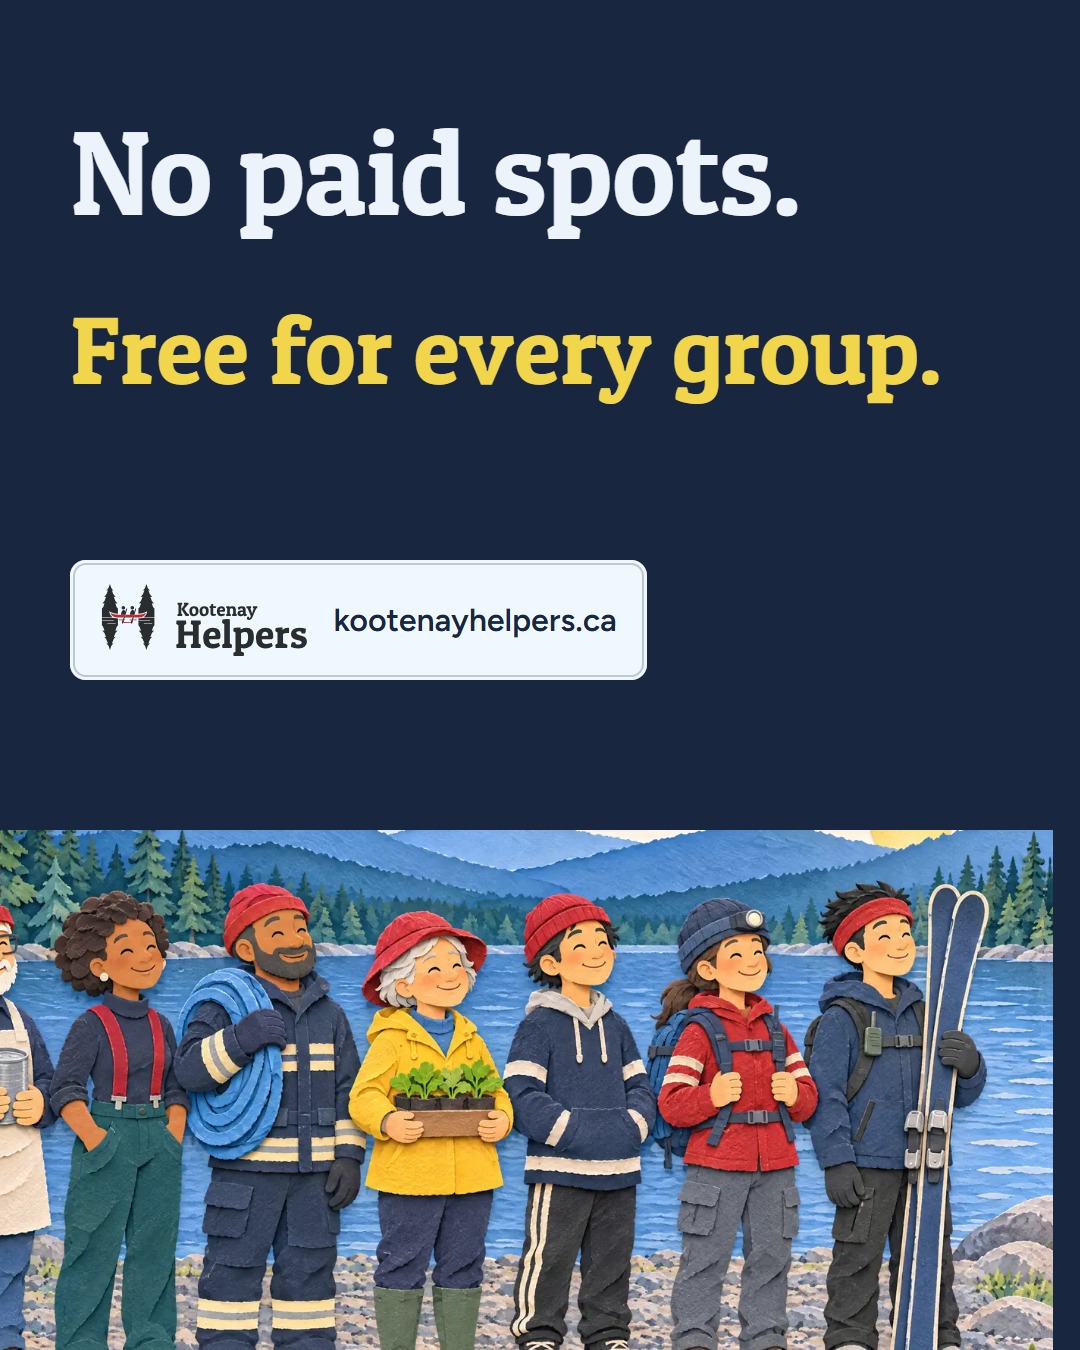 No paid spots.
Free for every group.
Kootenay
Helpers
kootenayhelpers.ca